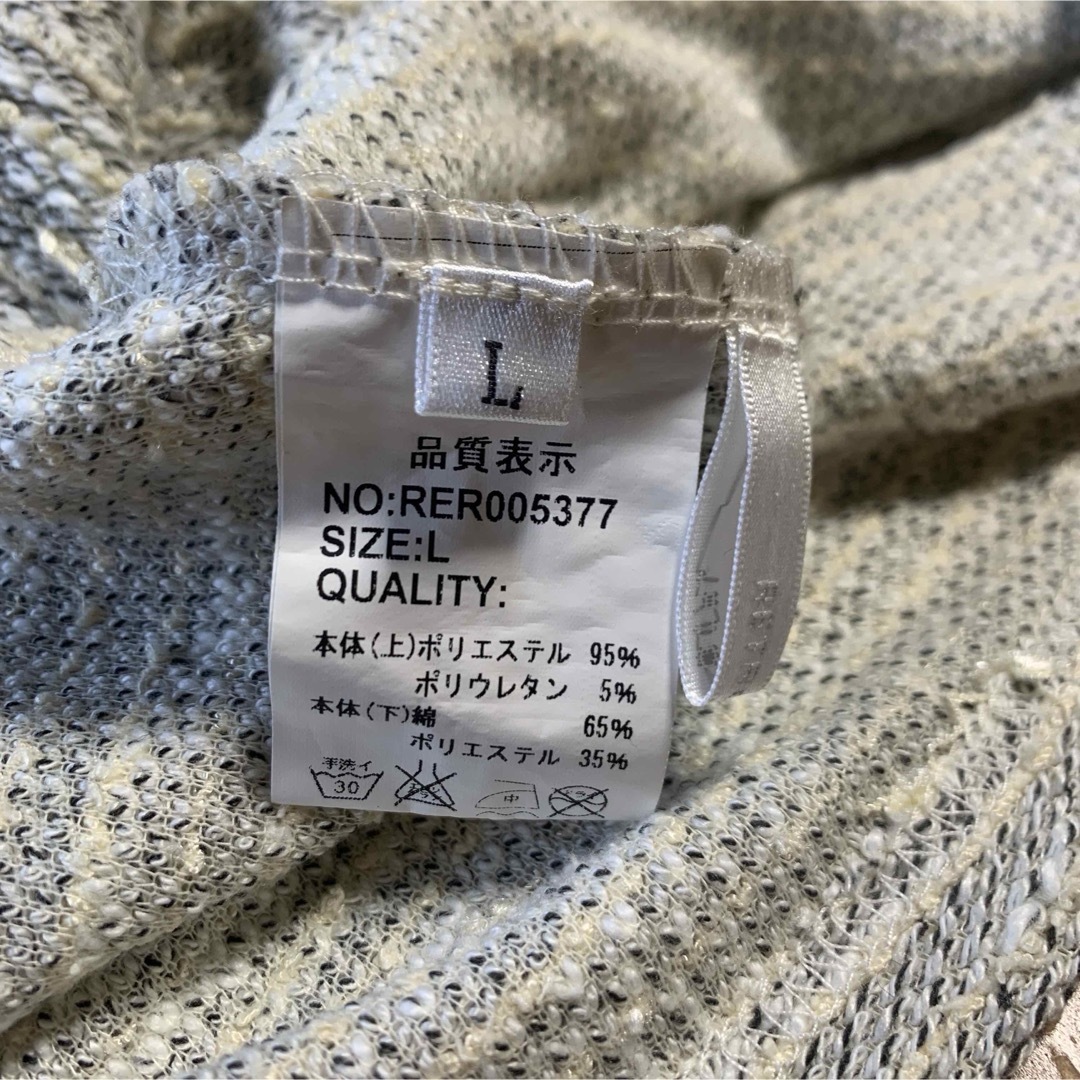 L
品質表示
NO:RER005377
SIZE:L
QUALITY:
本体(上)ポリエステル 95%
ポリウレタン 5%
本体(下)綿 65%
ポリエステル 35%
手洗イ
30
中